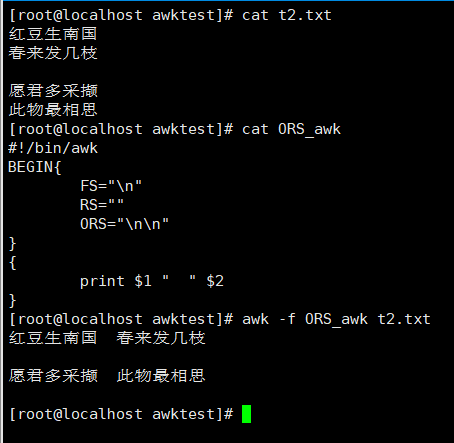 [root@localhost awktest]# cat t2.txt
红豆生南国
春来发几枝

愿君多采撷
此物最相思
[root@localhost awktest]# cat ORS_awk
#!/bin/awk
BEGIN{
        FS="\n"
        RS=""
        ORS="\n\n"
}
{
        print $1 "  " $2
}
[root@localhost awktest]# awk -f ORS_awk t2.txt
红豆生南国  春来发几枝

愿君多采撷  此物最相思

[root@localhost awktest]#